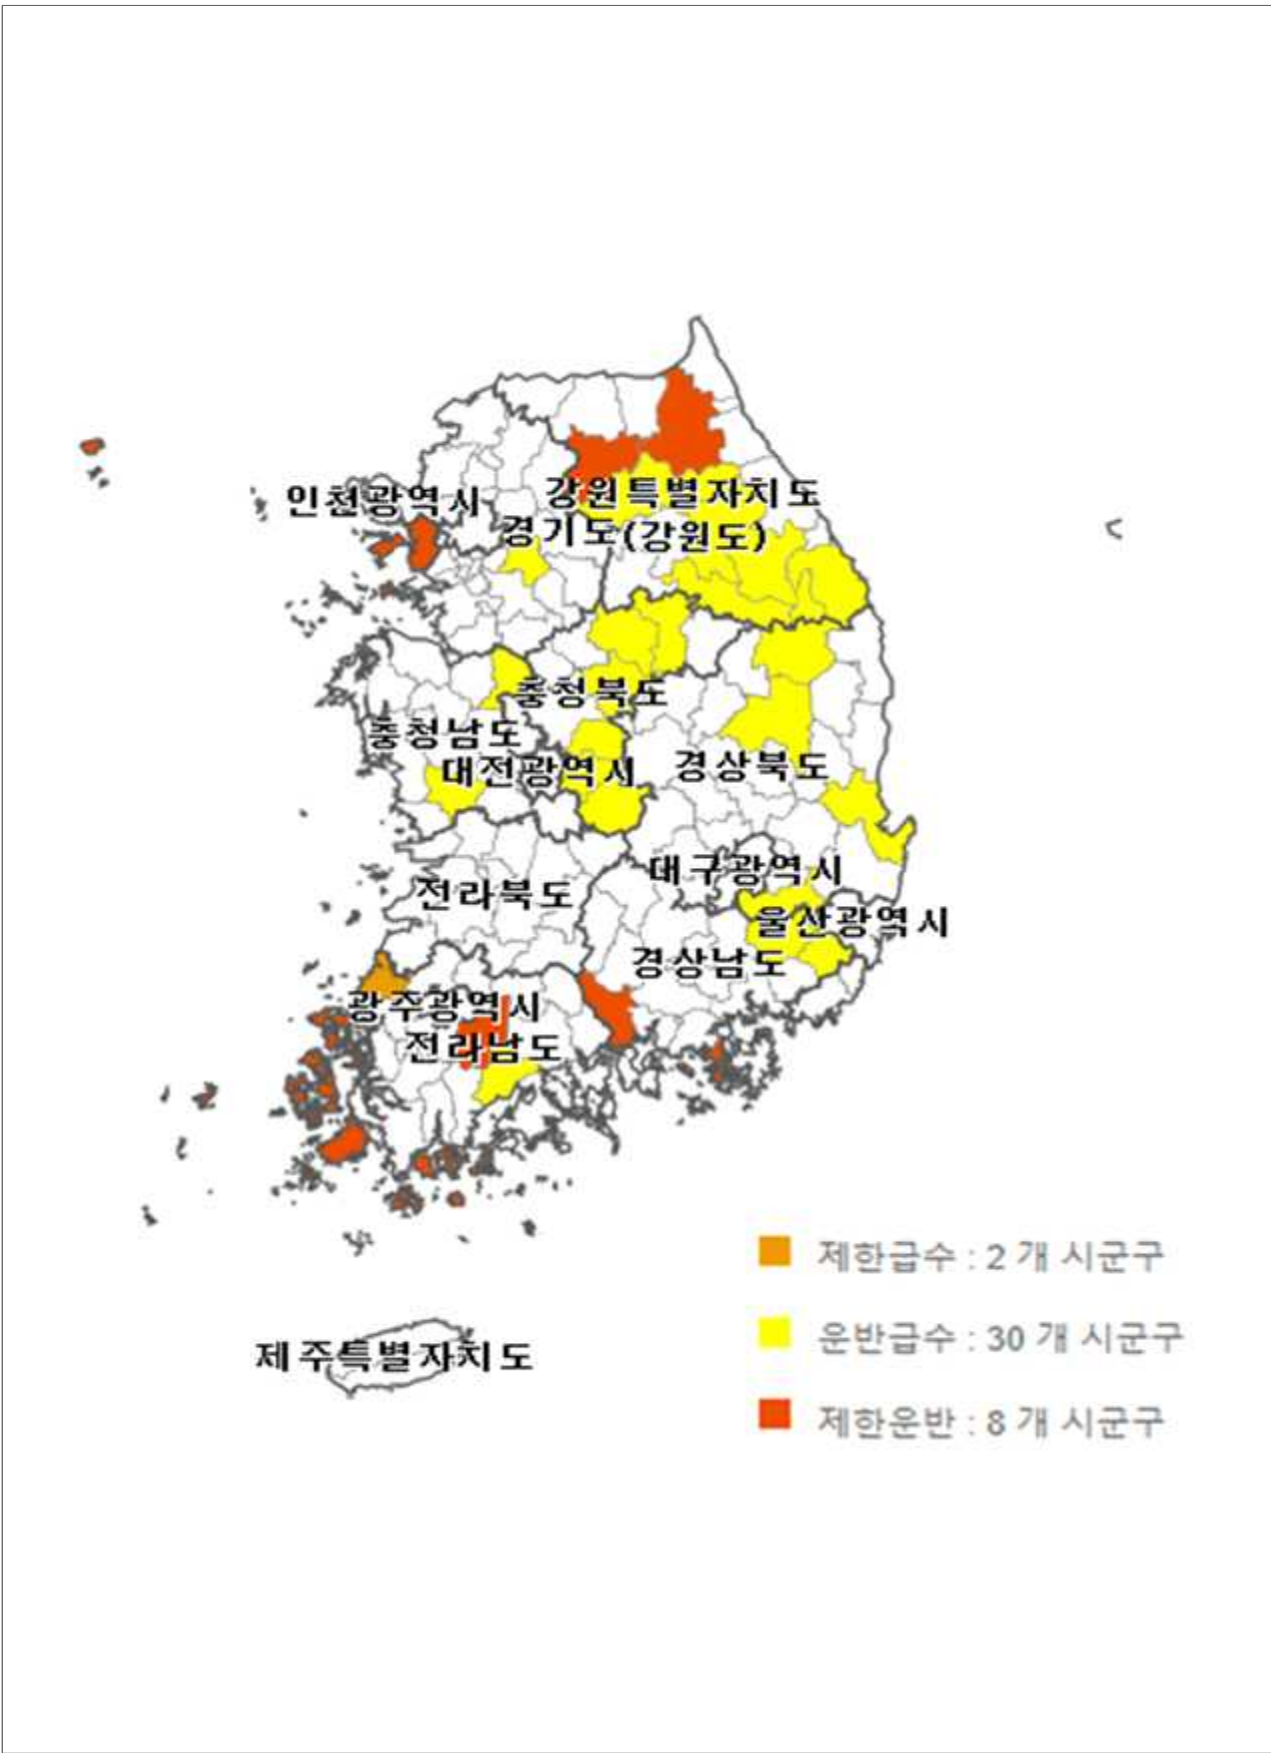 인천광역시
강원특별자치도
경기도(강원도)
충청북도
충청남도
대전광역시
경상북도
대구광역시
전라북도
울산광역시
경상남도
광주광역시
전라남도
제한급수 : 2 개 시군구
운반급수 : 30 개 시군구
제주특별자치도
제한운반 : 8 개 시군구